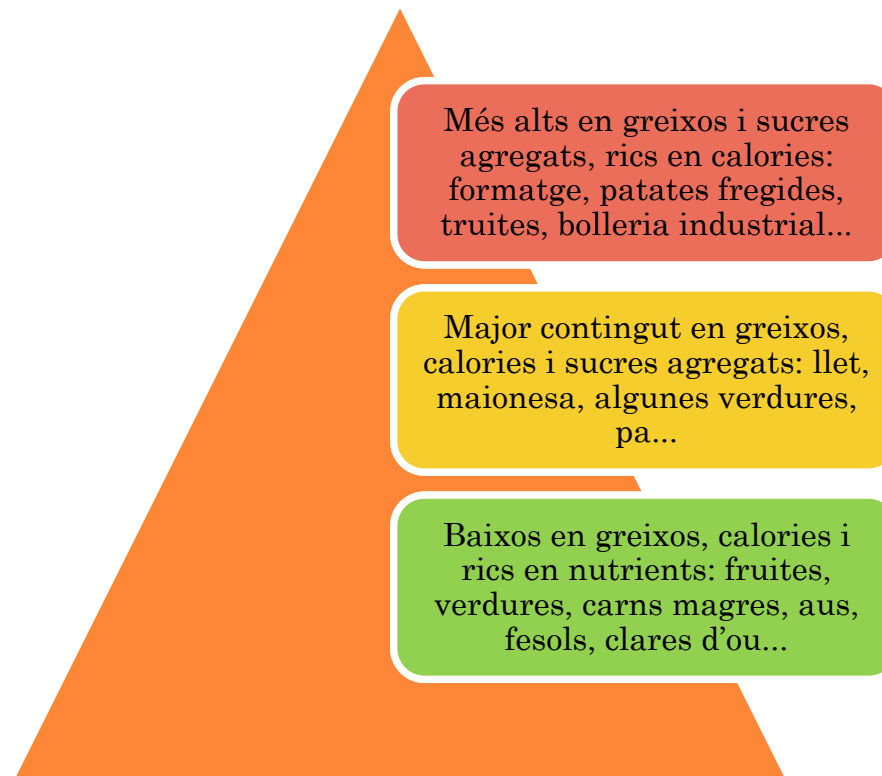 Més alts en greixos i sucres
agregats, rics en calories:
formatge, patates fregides,
truites, bolleria industrial...
Major contingut en greixos,
calories i sucres agregats: llet,
maionesa, algunes verdures,
pa...
Baixos en greixos, calories i
rics en nutrients: fruites,
verdures, carns magres, aus,
fesols, clares d’ou...